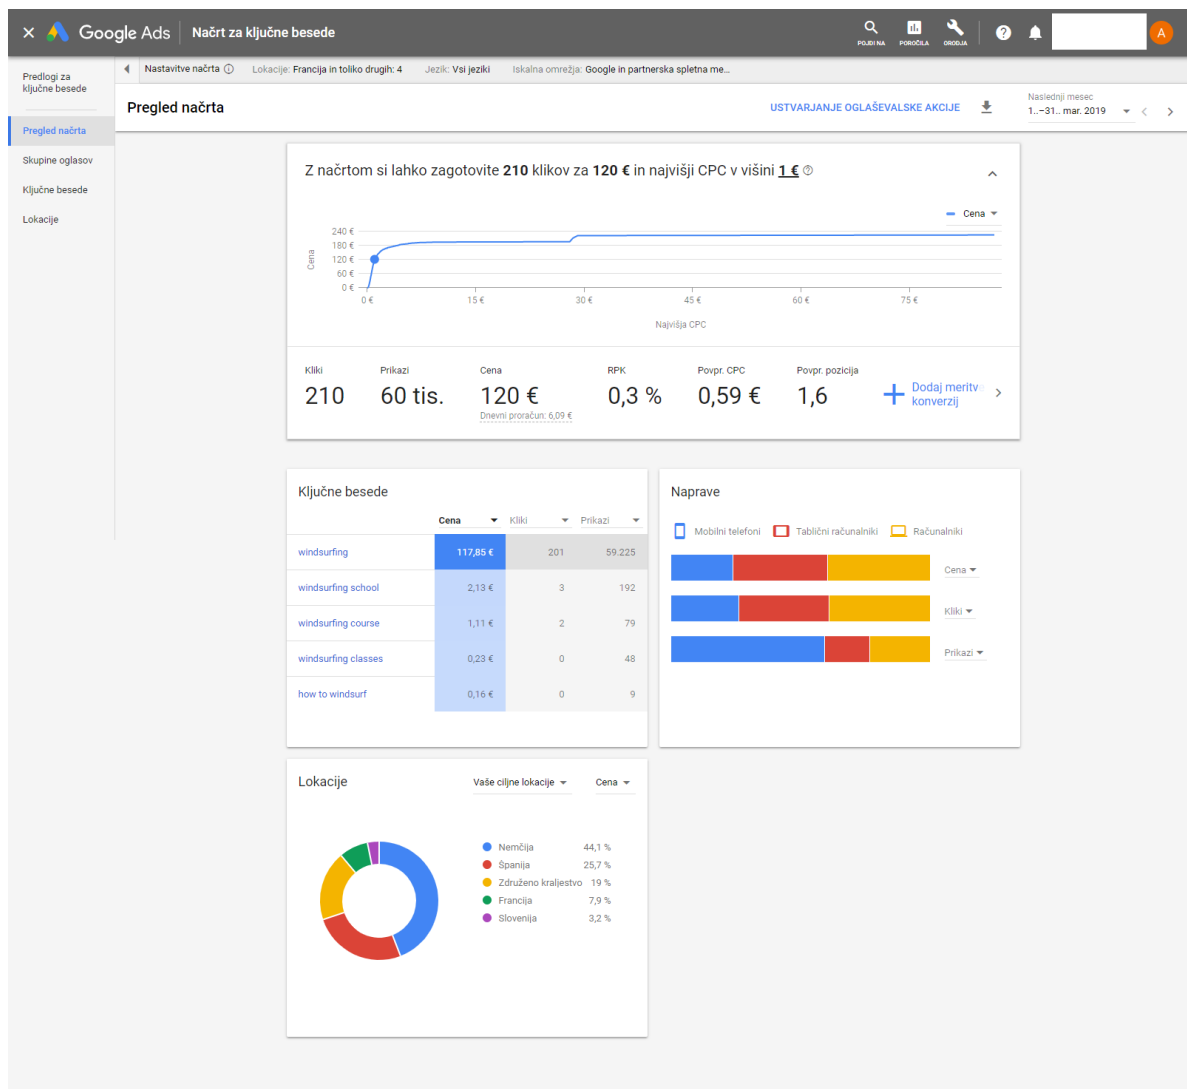 Google Ads Načrt za ključne besede
POJDI NA POROČILA ORODJA ? A
Predlogi za
ključne besede
Pregled načrta
Skupine oglasov
Ključne besede
Lokacije
Nastavitve načrta Lokacije: Francija in toliko drugih: 4 Jezik: Vsi jeziki Iskalna omrežja: Google in partnerska spletna me...
Pregled načrta USTVARJANJE OGLAŠEVALSKE AKCIJE
Naslednji mesec
1..–31.. mar. 2019
Z načrtom si lahko zagotovite 210 klikov za 120 € in najvišji CPC v višini 1 €
Cena
240 €
180 €
120 €
60 €
0 €
Cena
0 € 15 € 30 € 45 € 60 € 75 €
Najvišja CPC
Kliki Prikazi Cena RPK Povpr. CPC Povpr. pozicija
210 60 tis. 120 € 0,3 % 0,59 € 1,6
Dnevni proračun: 6,09 €
Dodaj meritve
konverzij
Ključne besede
Cena Kliki Prikazi
windsurfing 117,85 € 201 59.225
windsurfing school 2,13 € 3 192
windsurfing course 1,11 € 2 79
windsurfing classes 0,23 € 0 48
how to windsurf 0,16 € 0 9
Naprave
Mobilni telefoni Tablični računalniki Računalniki
Cena
Kliki
Prikazi
Lokacije Vaše ciljne lokacije Cena
Nemčija 44,1 %
Španija 25,7 %
Združeno kraljestvo 19 %
Francija 7,9 %
Slovenija 3,2 %